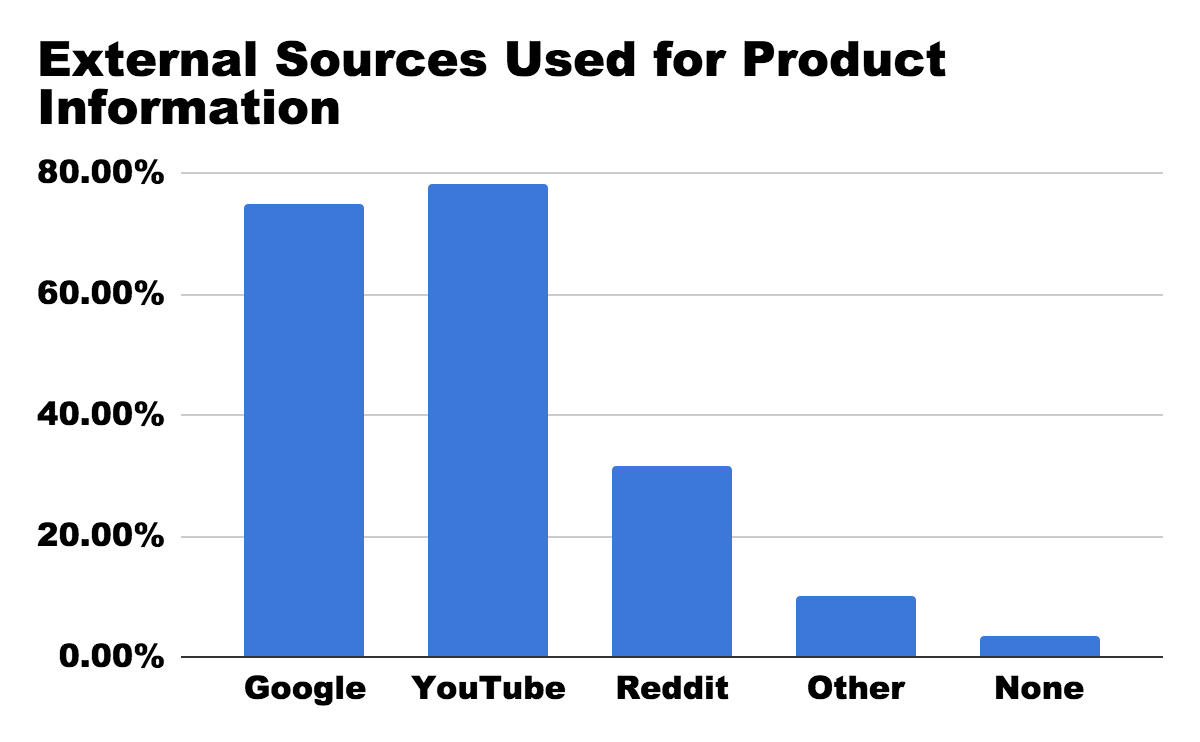 External Sources Used for Product
Information
80.00%
60.00%
40.00%
20.00%
0.00%
Google YouTube Reddit Other None